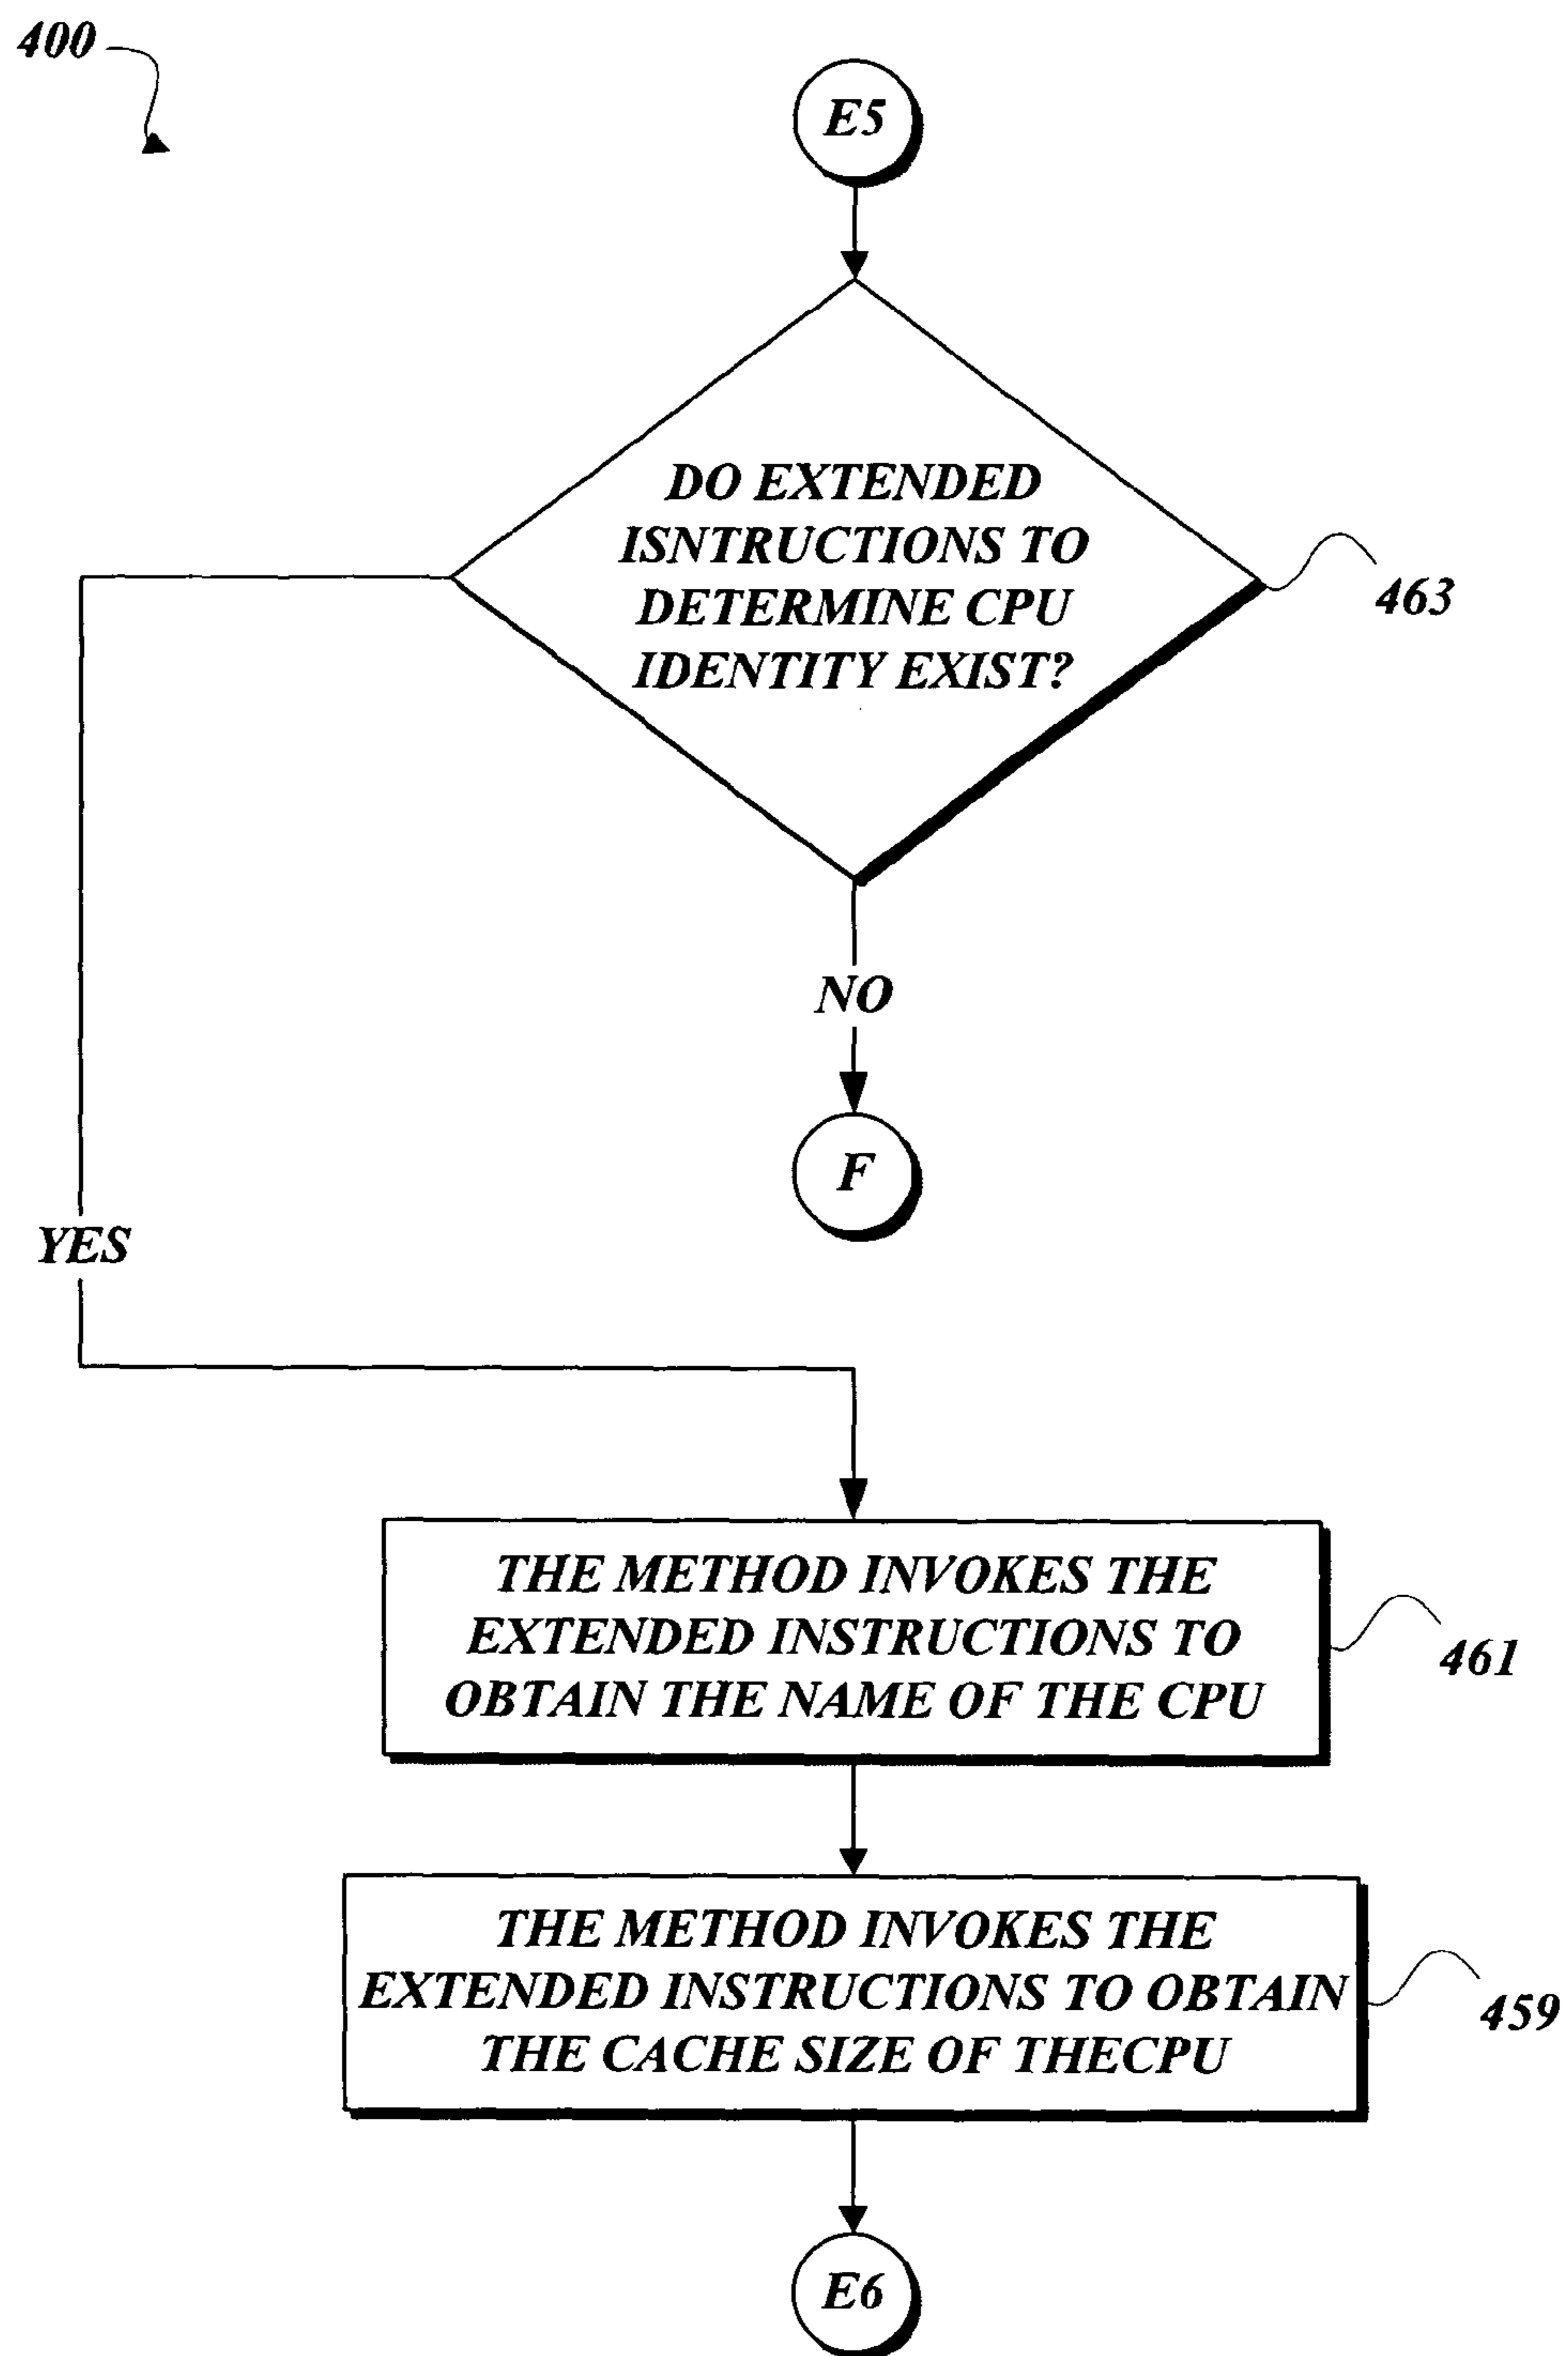 400
E5
DO EXTENDED
ISNTRUCTIONS TO
DETERMINE CPU
IDENTITY EXIST?
463
NO
F
YES
THE METHOD INVOKES THE
EXTENDED INSTRUCTIONS TO
OBTAIN THE NAME OF THE CPU
461
THE METHOD INVOKES THE
EXTENDED INSTRUCTIONS TO OBTAIN
THE CACHE SIZE OF THECPU
459
E6